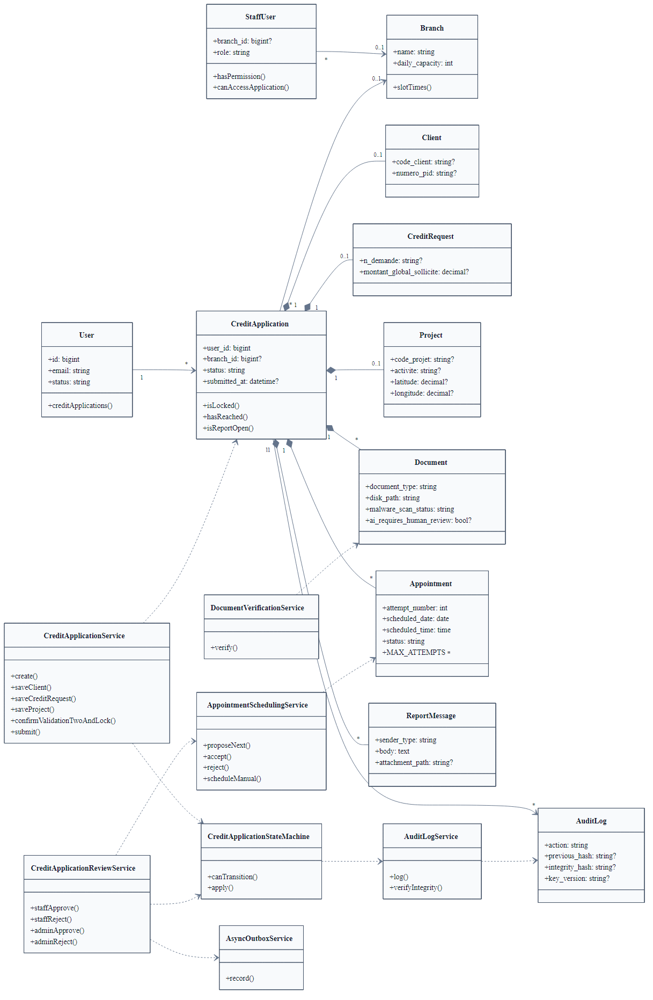 StaffUser
+branch_id: bigint?
+role: string
+hasPermission()
+canAccessApplication()
*
0..1
Branch
+name: string
+daily_capacity: int
+slotTimes()
0..1
Client
+code_client: string?
+numero_pid: string?
0..1
CreditRequest
+n_demande: string?
+montant_global_sollicite: decimal?
0..1
* 1
1
User
+id: bigint
+email: string
+status: string
+creditApplications()
1
*
CreditApplication
+user_id: bigint
+branch_id: bigint?
+status: string
+submitted_at: datetime?
+isLocked()
+hasReached()
+isReportOpen()
1
0..1
Project
+code_projet: string?
+activite: string?
+latitude: decimal?
+longitude: decimal?
1
*
11
1
Document
+document_type: string
+disk_path: string
+malware_scan_status: string
+ai_requires_human_review: bool?
*
Appointment
+attempt_number: int
+scheduled_date: date
+scheduled_time: time
+status: string
+MAX_ATTEMPTS =
DocumentVerificationService
+verify()
CreditApplicationService
+create()
+saveClient()
+saveCreditRequest()
+saveProject()
+confirmValidationTwoAndLock()
+submit()
AppointmentSchedulingService
+proposeNext()
+accept()
+reject()
+scheduleManual()
*
ReportMessage
+sender_type: string
+body: text
+attachment_path: string?
*
AuditLog
+action: string
+previous_hash: string?
+integrity_hash: string?
+key_version: string?
CreditApplicationStateMachine
+canTransition()
+apply()
AuditLogService
+log()
+verifyIntegrity()
CreditApplicationReviewService
+staffApprove()
+staffReject()
+adminApprove()
+adminReject()
AsyncOutboxService
+record()